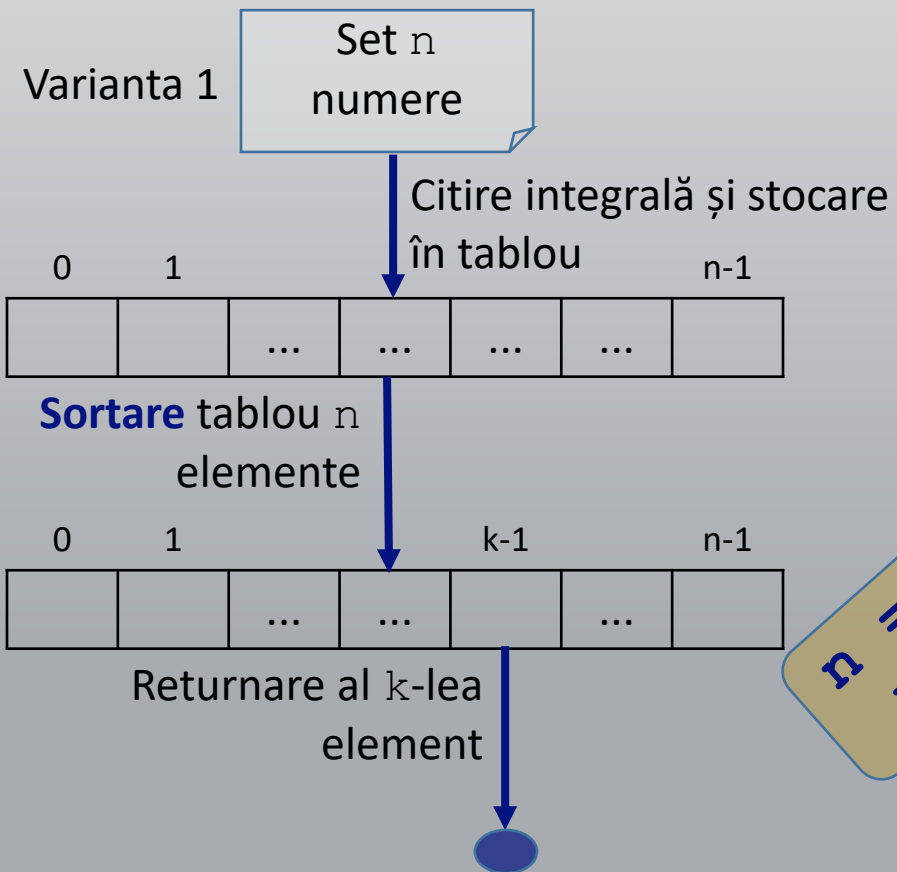 Varianta 1
Set n
numere
Citire integrală și stocare
în tablou
0 1 n-1
... ... ... ...
Sortare tablou n
elemente
0 1 k-1 n-1
... ... ...
Returnare al k-lea
element
n =